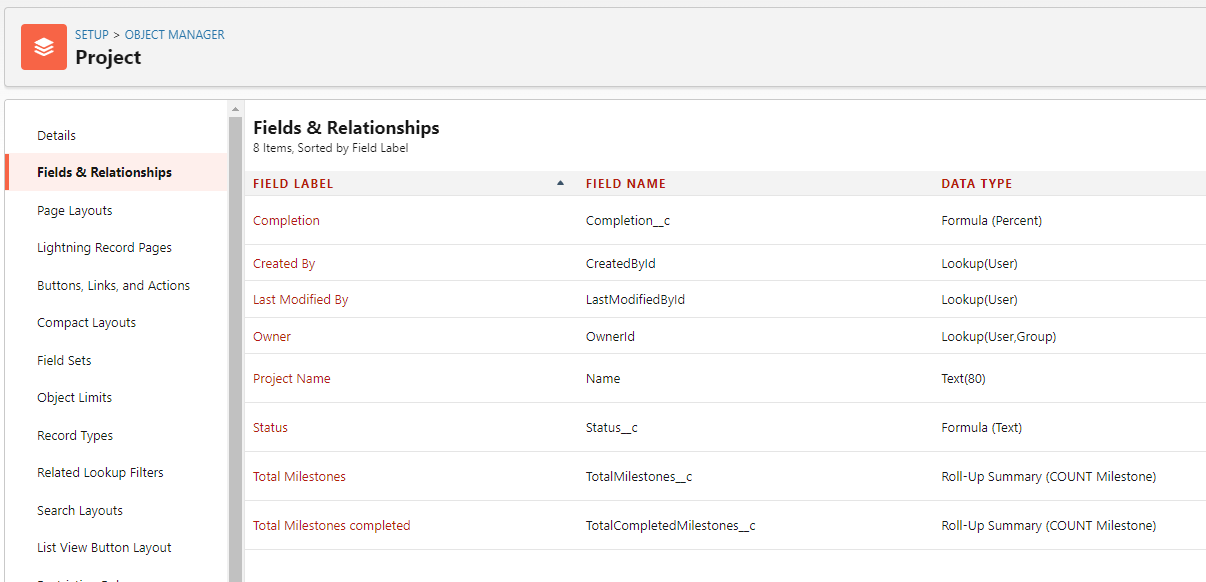 SETUP > OBJECT MANAGER
Project
Details
Fields & Relationships
Page Layouts
Lightning Record Pages
Buttons, Links, and Actions
Compact Layouts
Field Sets
Object Limits
Record Types
Related Lookup Filters
Search Layouts
List View Button Layout
Fields & Relationships
8 Items, Sorted by Field Label
FIELD LABEL FIELD NAME DATA TYPE
Completion Completion__c Formula (Percent)
Created By CreatedById Lookup(User)
Last Modified By LastModifiedById Lookup(User)
Owner OwnerId Lookup(User,Group)
Project Name Name Text(80)
Status Status__c Formula (Text)
Total Milestones TotalMilestones__c Roll-Up Summary (COUNT Milestone)
Total Milestones completed TotalCompletedMilestones__c Roll-Up Summary (COUNT Milestone)